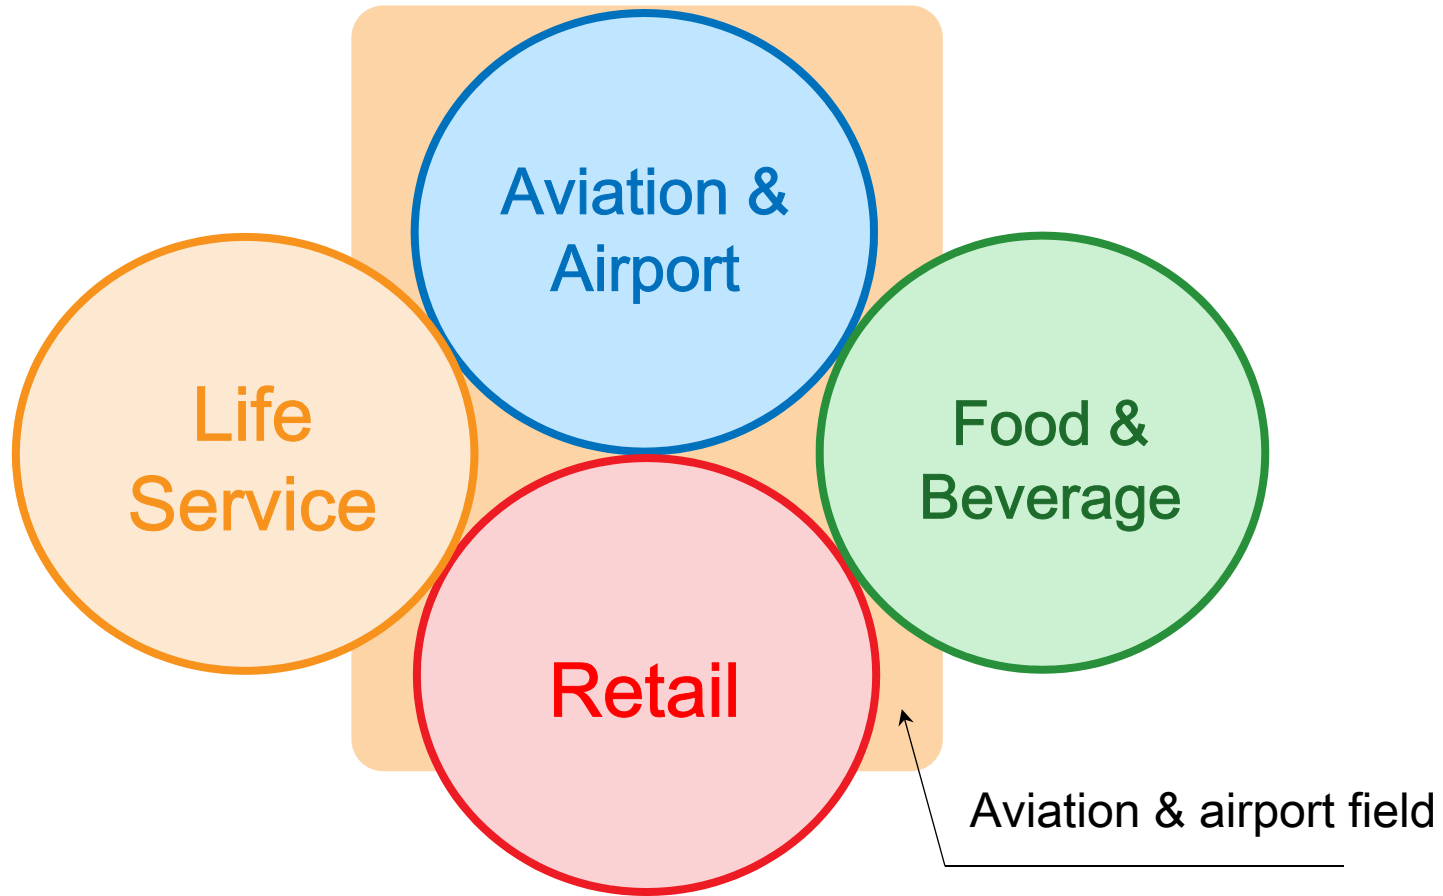 Aviation &
Airport
Life
Service
Food &
Beverage
Retail
Aviation & airport field